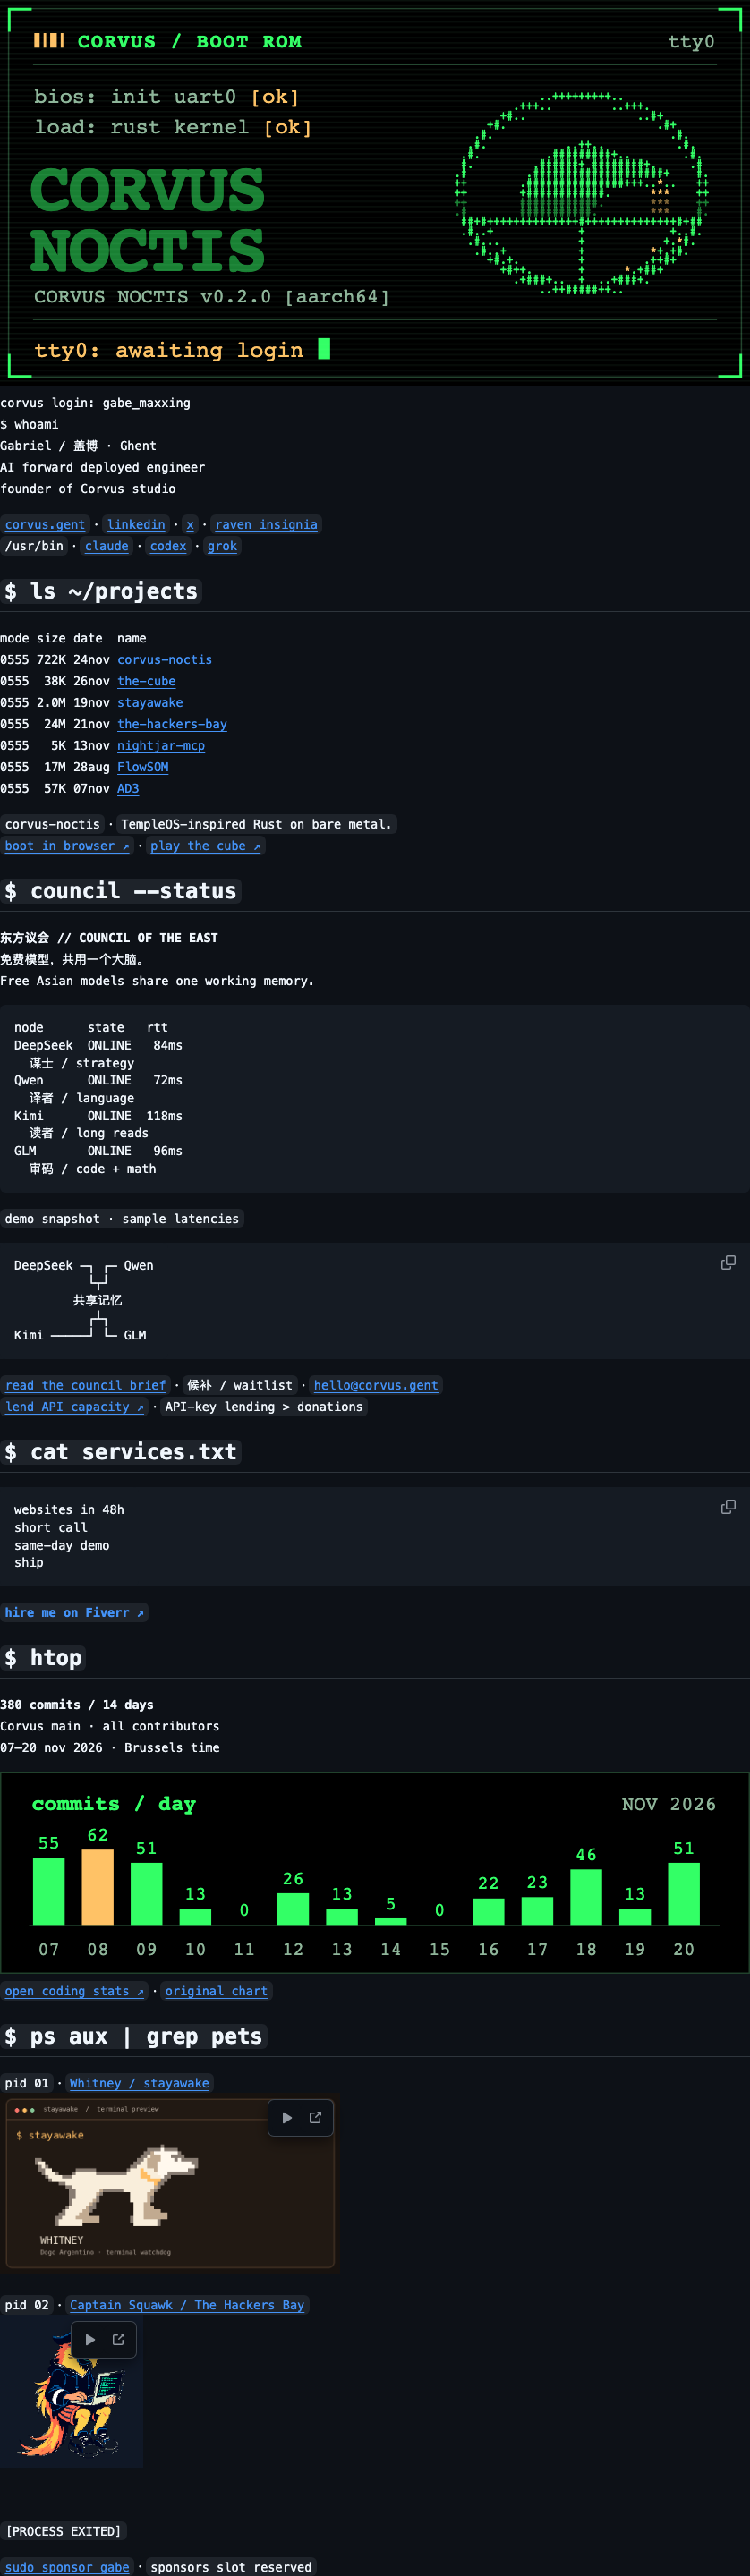 CORVUS / BOOT ROM tty0
bios: init uart0 [ok]
load: rust kernel [ok]
CORVUS
NOCTIS
CORVUS NOCTIS v0.2.0 [aarch64]
tty0: awaiting login
corvus login: gabe_maxxing
$ whoami
Gabriel / 盖博 · Ghent
AI forward deployed engineer
founder of Corvus studio
corvus.gent · linkedin · x · raven insignia
/usr/bin · claude · codex · grok
$ ls ~/projects
mode size date  name
0555 722K 24nov corvus-noctis
0555  38K 26nov the-cube
0555 2.0M 19nov stayawake
0555  24M 21nov the-hackers-bay
0555   5K 13nov nightjar-mcp
0555  17M 28aug FlowSOM
0555  57K 07nov AD3
corvus-noctis · TempleOS-inspired Rust on bare metal.
boot in browser ↗ · play the cube ↗
$ council --status
东方议会 // COUNCIL OF THE EAST
免费模型，共用一个大脑。
Free Asian models share one working memory.
node      state   rtt
DeepSeek  ONLINE   84ms
谋士 / strategy
Qwen      ONLINE   72ms
译者 / language
Kimi      ONLINE  118ms
读者 / long reads
GLM       ONLINE   96ms
审码 / code + math
demo snapshot · sample latencies
DeepSeek ─┐ ┌─ Qwen
共享记忆
Kimi ─────┘ └─ GLM
read the council brief · 候补 / waitlist · hello@corvus.gent
lend API capacity ↗ · API-key lending > donations
$ cat services.txt
websites in 48h
short call
same-day demo
ship
hire me on Fiverr ↗
$ htop
380 commits / 14 days
Corvus main · all contributors
07–20 nov 2026 · Brussels time
commits / day NOV 2026
55 62 51 13 0 26 13 5 0 22 23 46 13 51
07 08 09 10 11 12 13 14 15 16 17 18 19 20
open coding stats ↗ · original chart
$ ps aux | grep pets
pid 01 · Whitney / stayawake
stayawake / terminal preview
$ stayawake
WHITNEY
Dogo Argentino · terminal watchdog
pid 02 · Captain Squawk / The Hackers Bay
[PROCESS EXITED]
sudo sponsor gabe · sponsors slot reserved